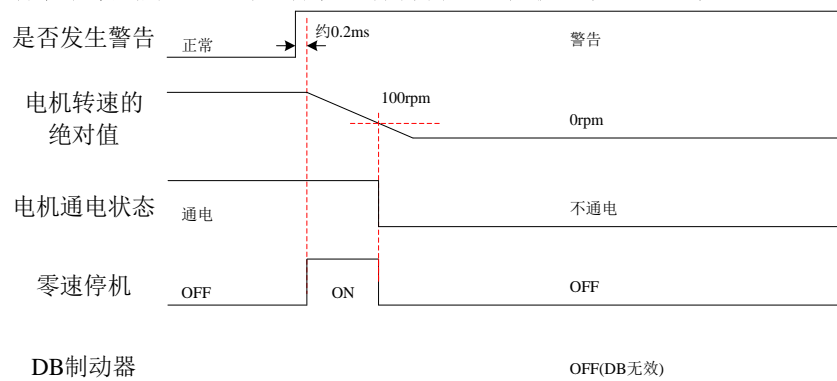 是否发生警告
正常
约0.2ms
警告
电机转速的
绝对值
100rpm
0rpm
电机通电状态
通电
不通电
零速停机
OFF
ON
OFF
DB制动器
OFF(DB无效)